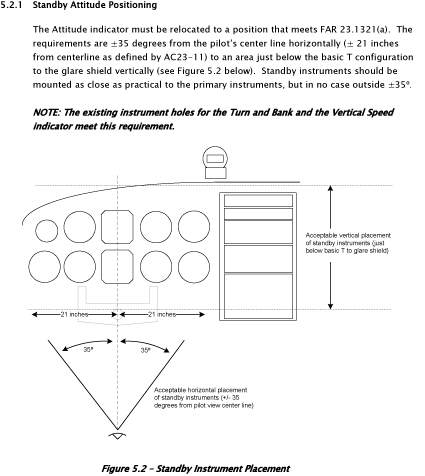 5.2.1 Standby Attitude Positioning
The Attitude indicator must be relocated to a position that meets FAR 23.1321(a). The
requirements are ±35 degrees from the pilot's center line horizontally (± 21 inches
from centerline as defined by AC23-11) to an area just below the basic T configuration
to the glare shield vertically (see Figure 5.2 below). Standby instruments should be
mounted as close as practical to the primary instruments, but in no case outside ±35º.
NOTE: The existing instrument holes for the Turn and Bank and the Vertical Speed
indicator meet this requirement.
Acceptable vertical placement
of standby instruments (just
below basic T to glare shield)
21 inches
21 inches
35º
35º
Acceptable horizontal placement
of standby instruments (+/- 35
degrees from pilot view center line)
Figure 5.2 – Standby Instrument Placement